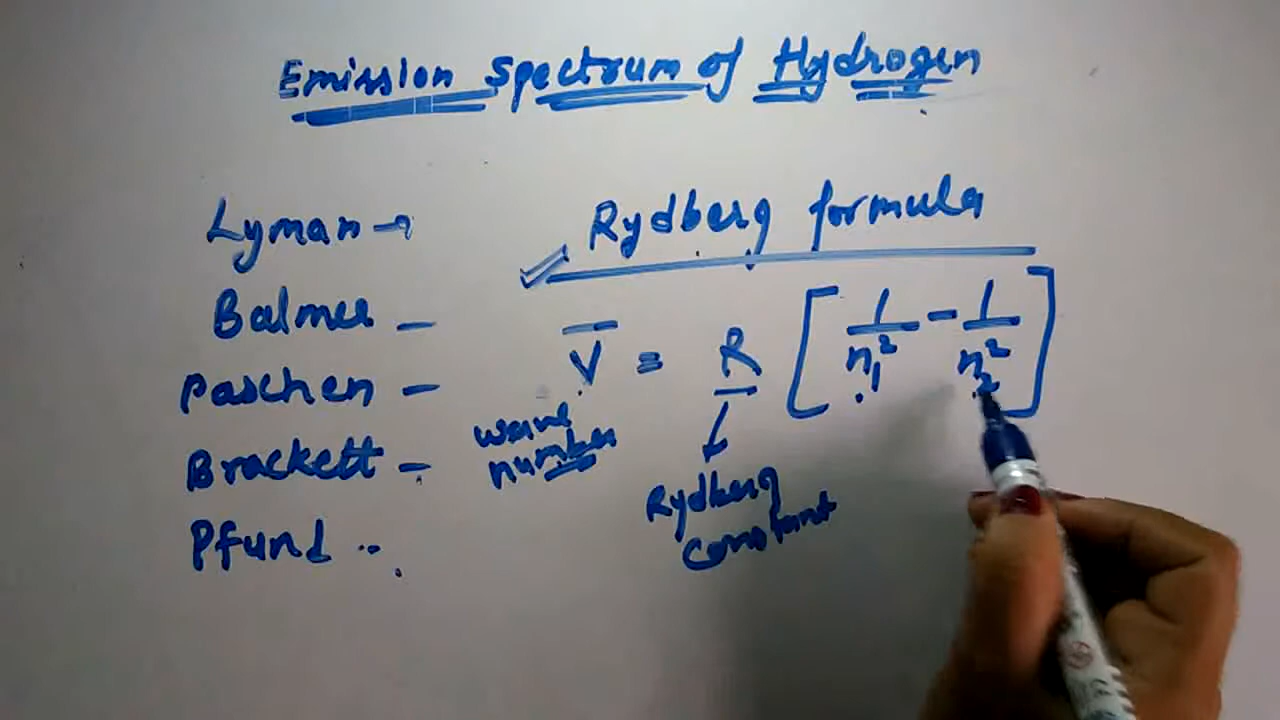 Emission Spectrum of Hydrogen
Lyman →
Balmer –
Paschen –
Brackett –
Pfund ..
Rydberg formula
V̅ = R [ 1/n₁² – 1/n₂² ]
wave
number
Rydberg
constant